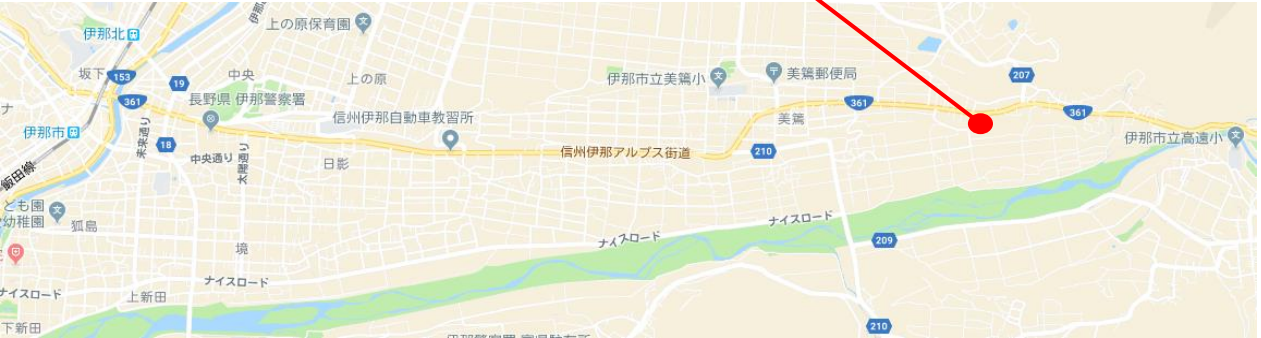 伊那北
上の原保育園
坂下
153
19
中央
上の原
伊那市立美篶小
美篶郵便局
207
361
長野県 伊那警察署
361
361
信州伊那自動車教習所
美篶
伊那市
未来通り
18
中央通り
太陽通り
日影
信州伊那アルプス街道
210
伊那市立高遠小
飯田線
とも園
幼稚園
狐島
境
ナイスロード
ナイスロード
209
ナイスロード
ナイスロード
上新田
下新田
210